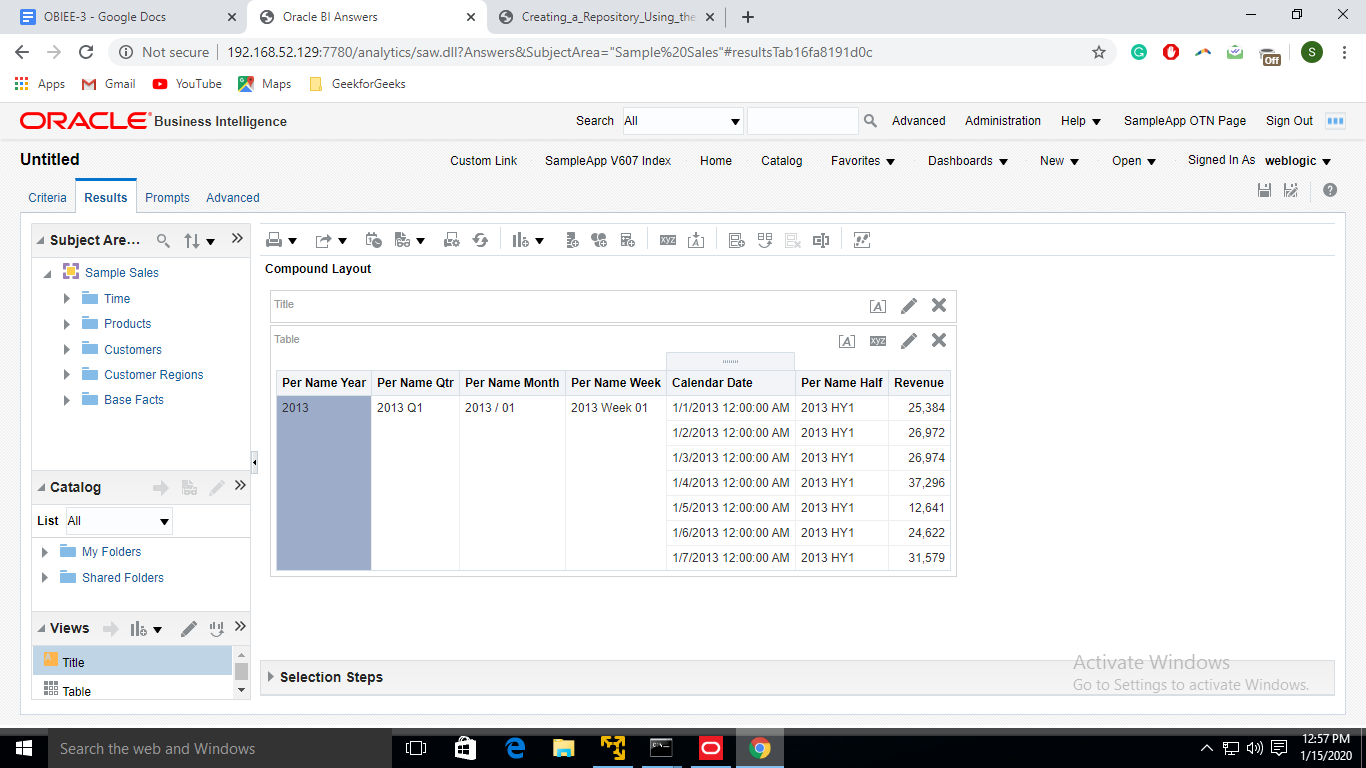 OBIEE-3 - Google Docs
Oracle BI Answers
Creating_a_Repository_Using_the
Not secure 192.168.52.129:7780/analytics/saw.dll?Answers&SubjectArea="Sample%20Sales"#resultsTab16fa8191d0c
Off
S
Apps Gmail YouTube Maps GeekforGeeks
ORACLE Business Intelligence
Search All Advanced Administration Help SampleApp OTN Page Sign Out
Untitled
Custom Link SampleApp V607 Index Home Catalog Favorites Dashboards New Open Signed In As weblogic
Criteria Results Prompts Advanced
Subject Are...
Sample Sales
Time
Products
Customers
Customer Regions
Base Facts
Catalog
List All
My Folders
Shared Folders
Views
Title
Table
xyz
Compound Layout
Title
Table
xyz
Per Name Year Per Name Qtr Per Name Month Per Name Week Calendar Date Per Name Half Revenue
2013 2013 Q1 2013 / 01 2013 Week 01 1/1/2013 12:00:00 AM 2013 HY1 25,384
1/2/2013 12:00:00 AM 2013 HY1 26,972
1/3/2013 12:00:00 AM 2013 HY1 26,974
1/4/2013 12:00:00 AM 2013 HY1 37,296
1/5/2013 12:00:00 AM 2013 HY1 12,641
1/6/2013 12:00:00 AM 2013 HY1 24,622
1/7/2013 12:00:00 AM 2013 HY1 31,579
Selection Steps
Activate Windows
Go to Settings to activate Windows.
Search the web and Windows
12:57 PM
1/15/2020